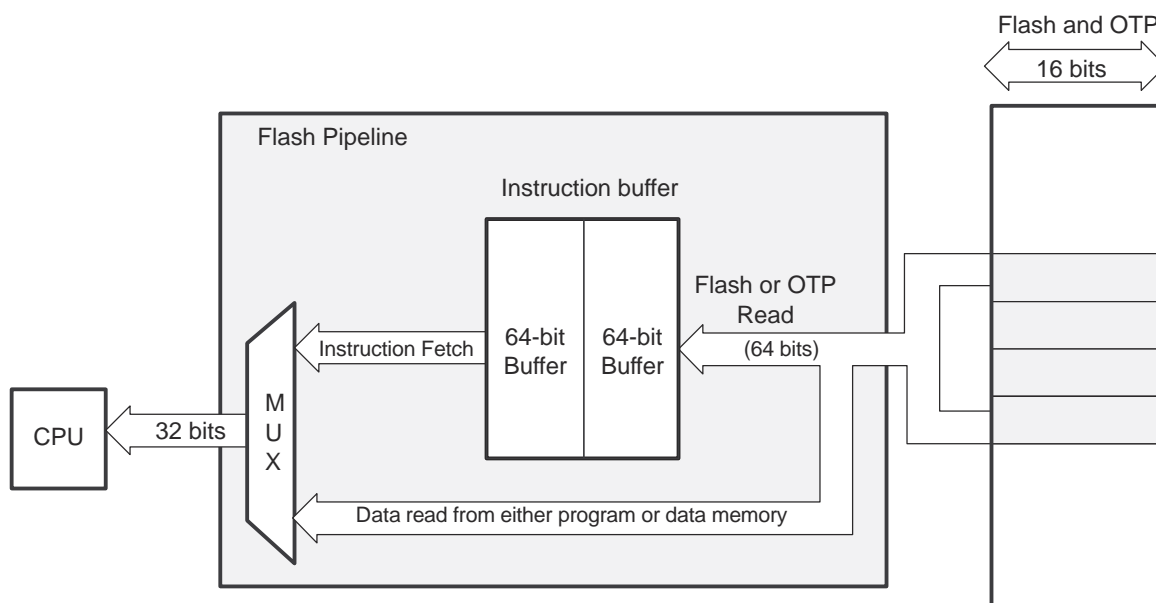 Flash and OTP
16 bits
Flash Pipeline
Instruction buffer
Flash or OTP
Read
(64 bits)
64-bit
Buffer
64-bit
Buffer
Instruction Fetch
M
U
X
CPU
32 bits
Data read from either program or data memory